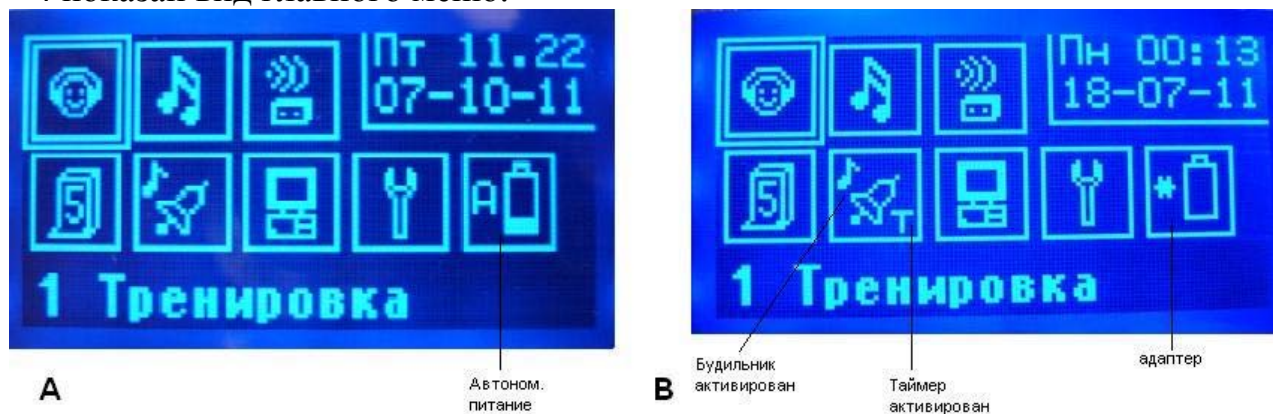 показан вид главного меню.
Пт 11.22
07-10-11
5
A
1 Тренировка
A
Автоном.
питание
Пн 00:13
18-07-11
5
T
*
1 Тренировка
B
Будильник
активирован
Таймер
активирован
адаптер